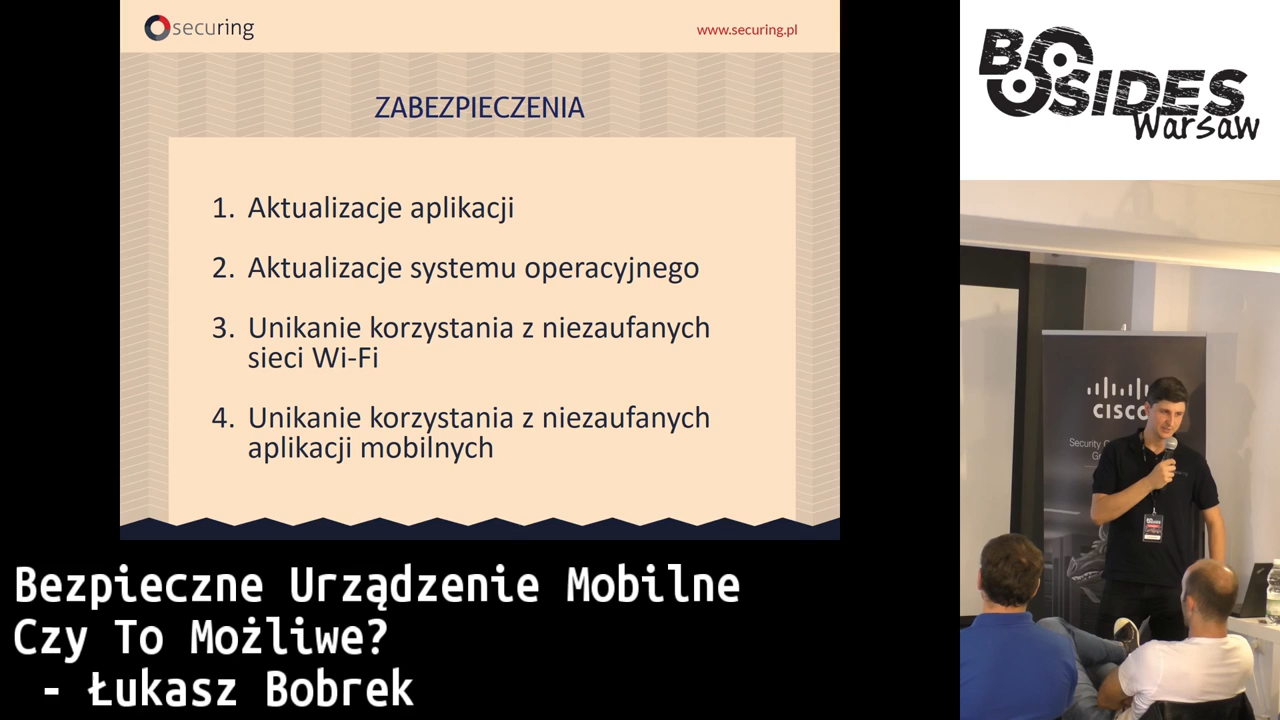 securing
www.securing.pl
ZABEZPIECZENIA
1. Aktualizacje aplikacji
2. Aktualizacje systemu operacyjnego
3. Unikanie korzystania z niezaufanych
sieci Wi-Fi
4. Unikanie korzystania z niezaufanych
aplikacji mobilnych
Bezpieczne Urządzenie Mobilne
Czy To Możliwe?
- Łukasz Bobrek
BSIDES
Warsaw
CISCO
Security